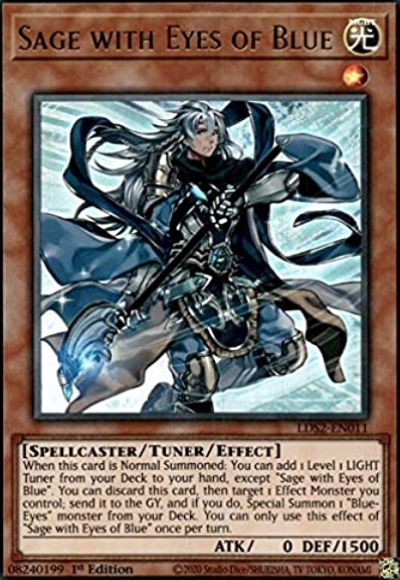 SAGE WITH EYES OF BLUE
LIGHT
光
LDS2-EN011
[SPELLCASTER/TUNER/EFFECT]
When this card is Normal Summoned: You can add 1 Level 1 LIGHT
Tuner from your Deck to your hand, except "Sage with Eyes of
Blue". You can discard this card, then target 1 Effect Monster you
control; send it to the GY, and if you do, Special Summon 1 "Blue-
Eyes" monster from your Deck. You can only use this effect of
"Sage with Eyes of Blue" once per turn.
ATK/ 0 DEF/1500
08240199 1st Edition ©2020 Studio Dice/SHUEISHA, TV TOKYO, KONAMI